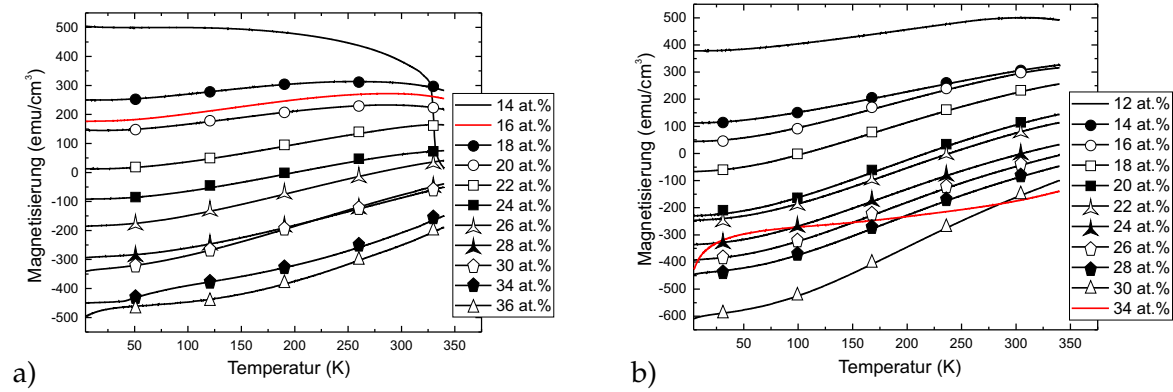 500
400
300
200
100
0
-100
-200
-300
-400
-500
Magnetisierung (emu/cm³)
50 100 150 200 250 300 350
Temperatur (K)
14 at.%
16 at.%
18 at.%
20 at.%
22 at.%
24 at.%
26 at.%
28 at.%
30 at.%
34 at.%
36 at.%
a)
500
400
300
200
100
0
-100
-200
-300
-400
-500
-600
Magnetisierung (emu/cm³)
50 100 150 200 250 300 350
Temperatur (K)
12 at.%
14 at.%
16 at.%
18 at.%
20 at.%
22 at.%
24 at.%
26 at.%
28 at.%
30 at.%
34 at.%
b)